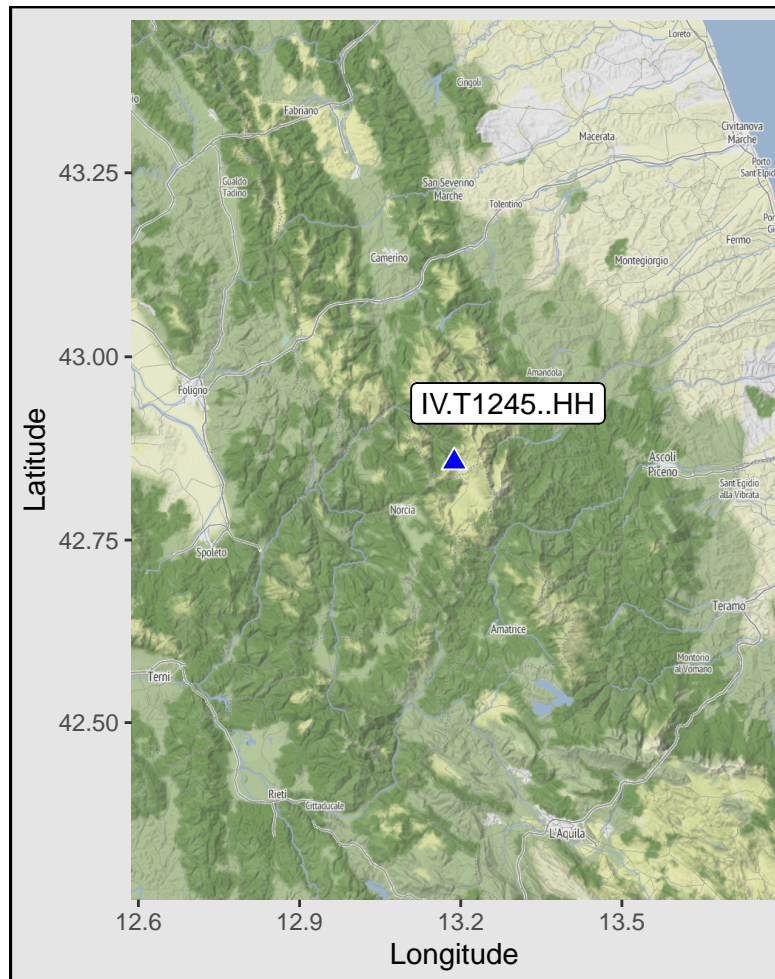 Loreto
Cingoli
Fabriano
Civitanova
Marche
Macerata
Porto
Sant'Elpid
43.25
Gualdo
Tadino
San Severino
Marche
Tolentino
Fermo
Camerino
Montegiorgio
43.00
Amandola
Foligno
IV.T1245..HH
Latitude
Ascoli
Piceno
Sant'Egidio
alla Vibrata
Norcia
42.75
Spoleto
Teramo
Amatrice
Montorio
al Vomano
Terni
42.50
Rieti
Cittaducale
L'Aquila
12.6
12.9
13.2
13.5
Longitude